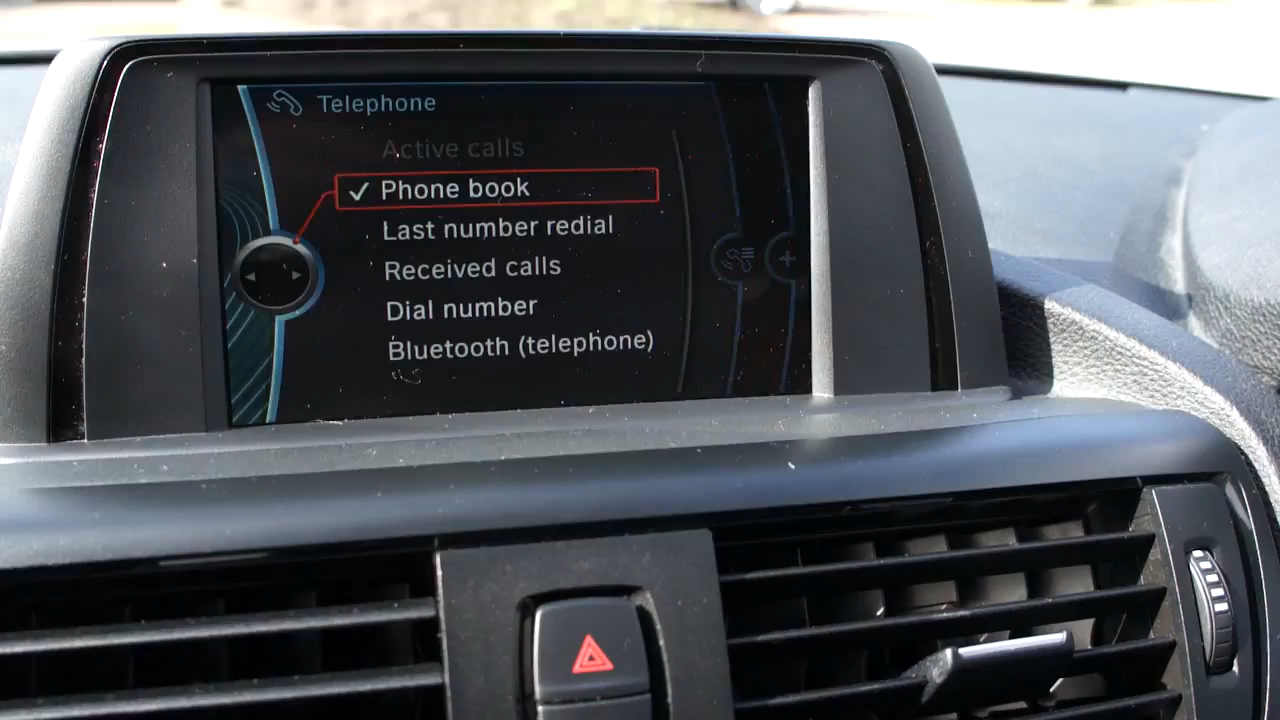 Telephone
Active calls
Phone book
Last number redial
Received calls
Dial number
Bluetooth (telephone)